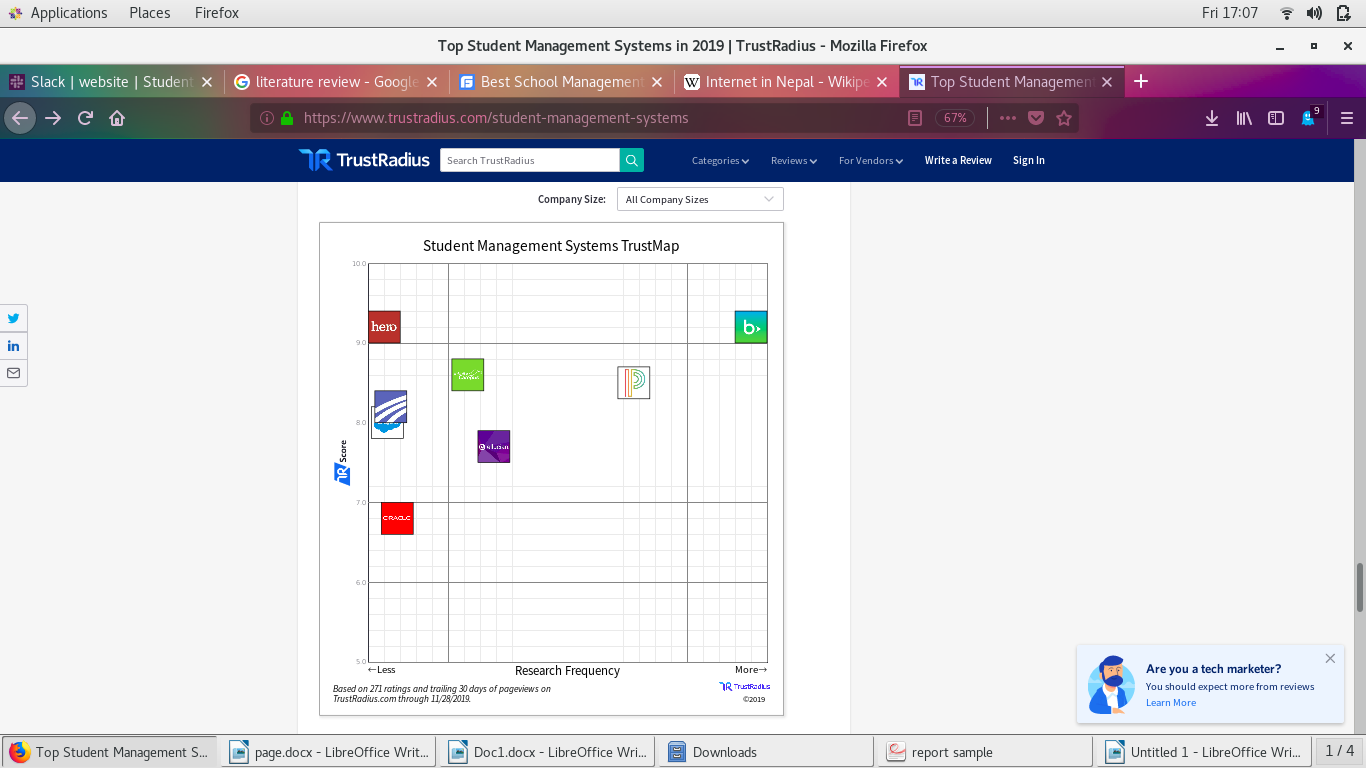 Applications Places Firefox Fri 17:07
Top Student Management Systems in 2019 | TrustRadius - Mozilla Firefox
Slack | website | Student literature review - Google Best School Management Internet in Nepal - Wikipe Top Student Management
https://www.trustradius.com/student-management-systems 67% 9
TrustRadius Search TrustRadius Categories Reviews For Vendors Write a Review Sign In
Company Size: All Company Sizes
Student Management Systems TrustMap
10.0
hero b
9.0
8.0
Score
7.0
ORACLE
6.0
5.0
←Less Research Frequency More→
Based on 271 ratings and trailing 30 days of pageviews on
TrustRadius.com through 11/28/2019.
TrustRadius
©2019
Are you a tech marketer?
You should expect more from reviews
Learn More
Top Student Management S... page.docx - LibreOffice Writ... Doc1.docx - LibreOffice Wri... Downloads report sample Untitled 1 - LibreOffice Wri... 1 / 4